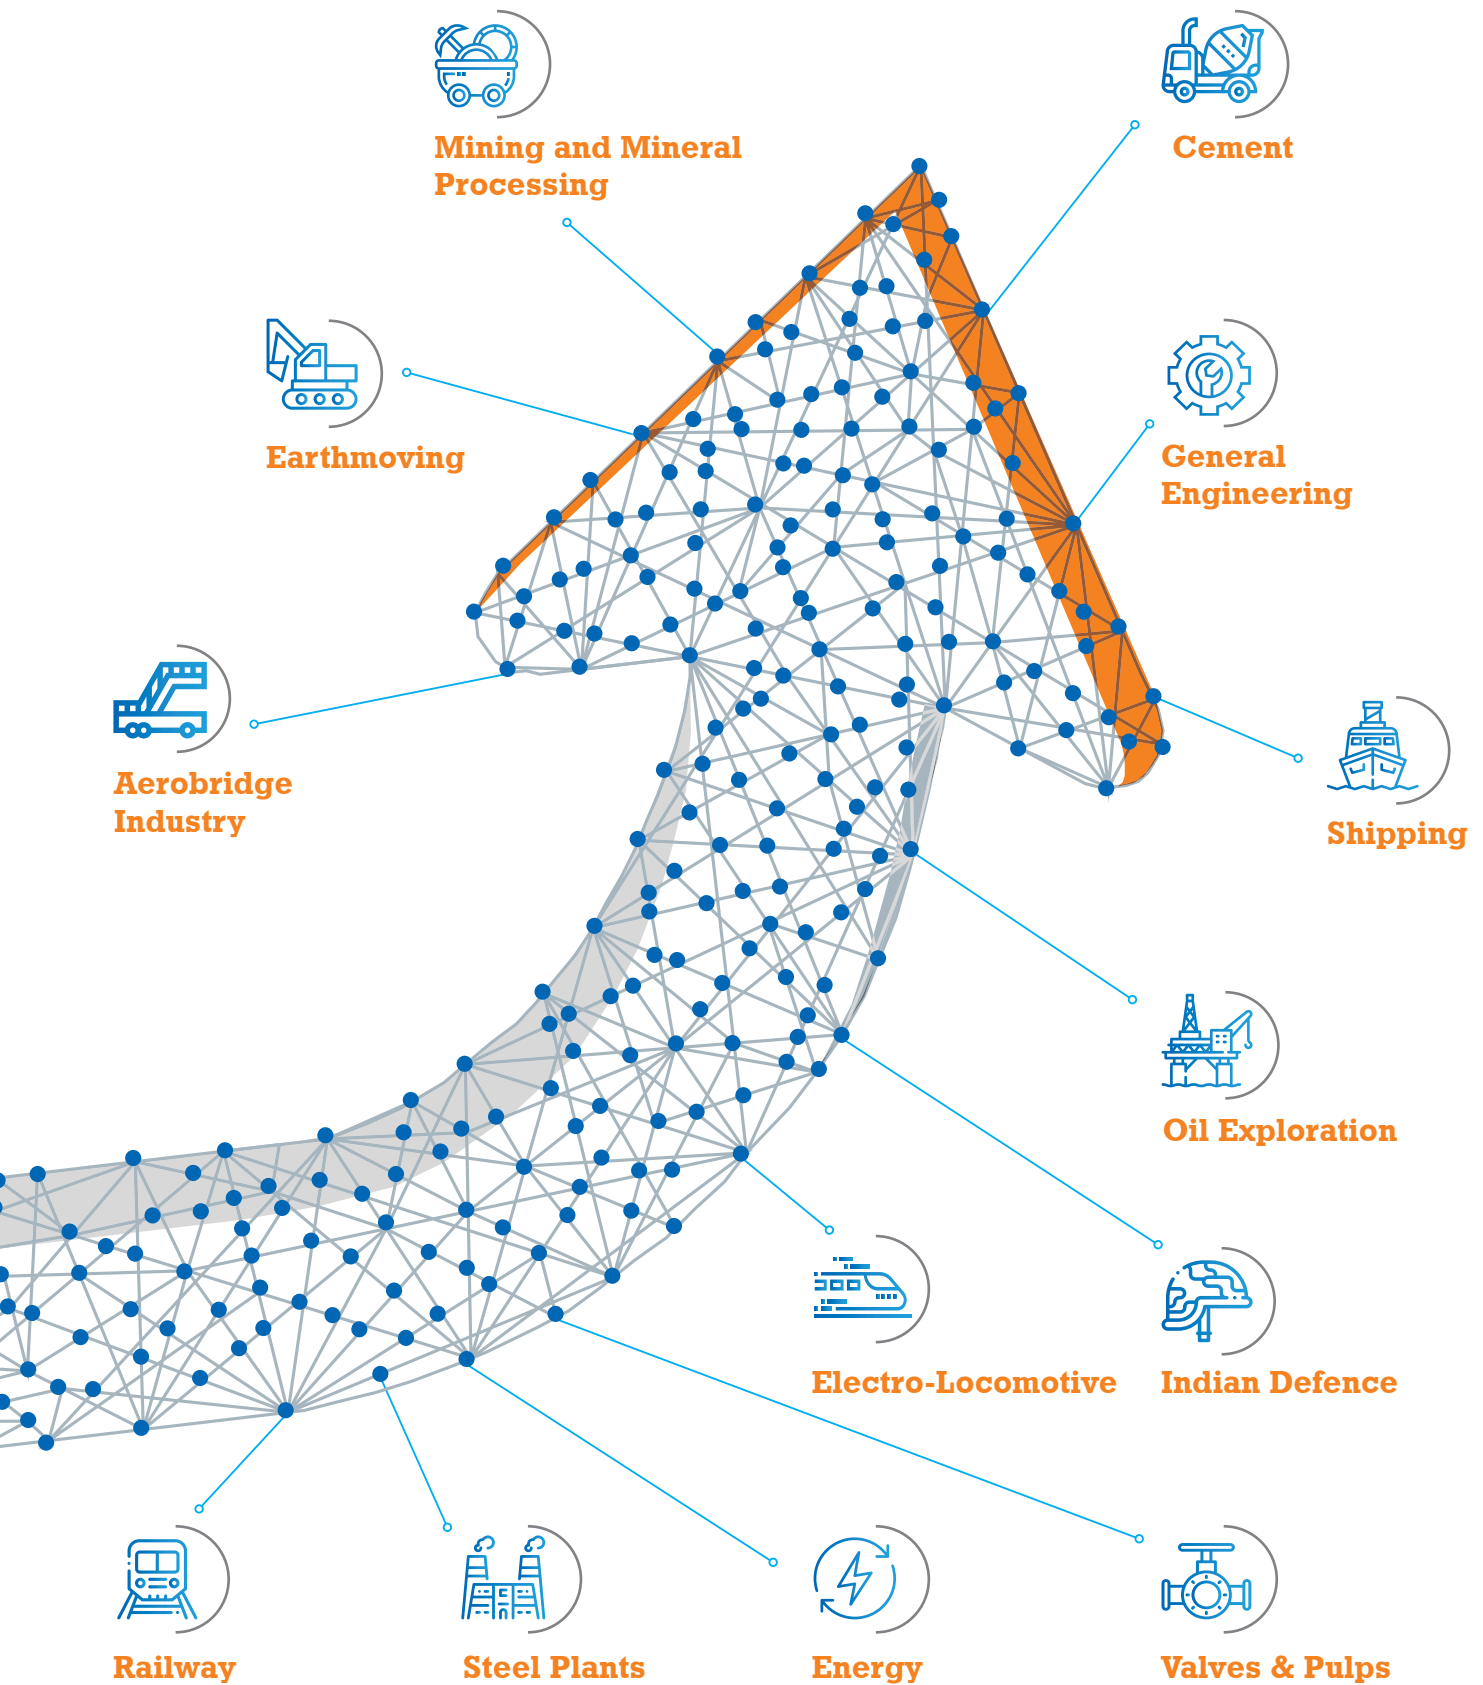 Mining and Mineral
Processing
Cement
Earthmoving
General
Engineering
Aerobridge
Industry
Shipping
Oil Exploration
Electro-Locomotive
Indian Defence
Railway
Steel Plants
Energy
Valves & Pulps